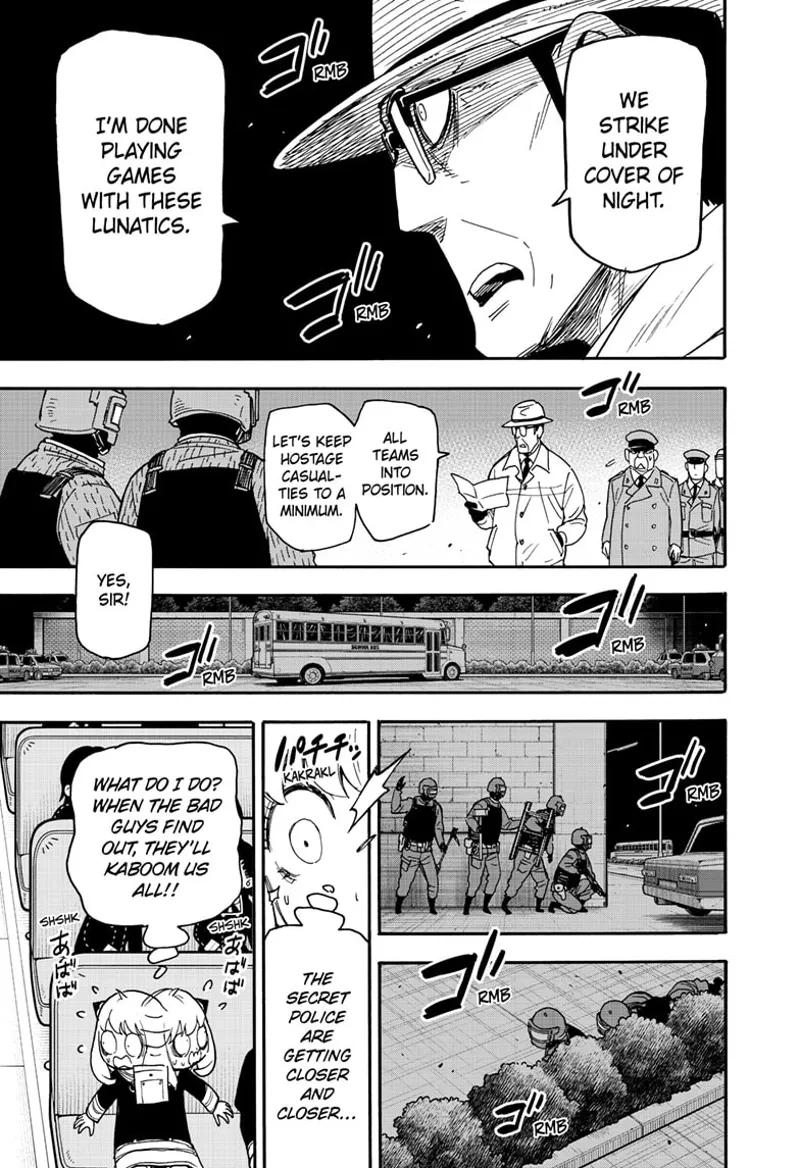 WE
STRIKE
UNDER
COVER OF
NIGHT.
ゴ"
RMB
I'M DONE
PLAYING
GAMES
WITH THESE
LUNATICS.
ゴ"
RMB
ゴ"
RMB
ALL
TEAMS
INTO
POSITION.
LET'S KEEP
HOSTAGE
CASUAL-
TIES TO A
MINIMUM.
YES,
SIR!
ゴ"
RMB
ゴ"
RMB
SCHOOL BUS
ゴ"
RMB
ゴ"
RMB
ゴ"
RMB
パチチッ
KAKRAKL
THE
SECRET
POLICE ARE
GETTING
CLOSER
AND
CLOSER...
WHAT DO I DO?
WHEN THE BAD
GUYS FIND
OUT, THEY'LL
KABOOM US
ALL!!
SHSHK
あばば
SHSHK
あばば